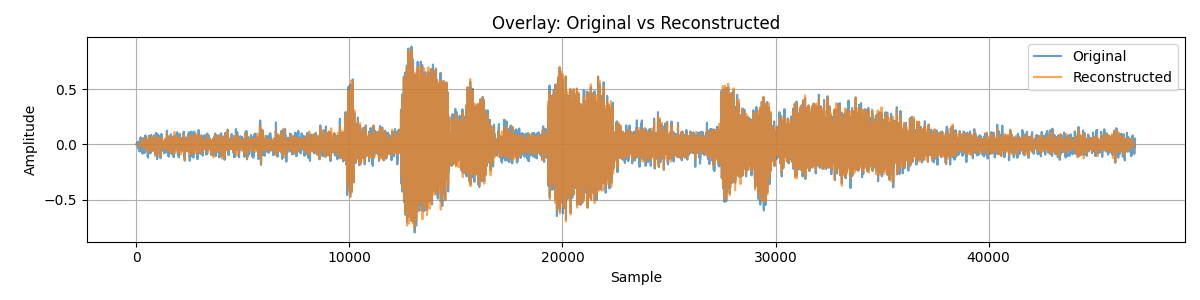 Overlay: Original vs Reconstructed
Original
Reconstructed
Amplitude
0.5
0.0
−0.5
0 10000 20000 30000 40000
Sample